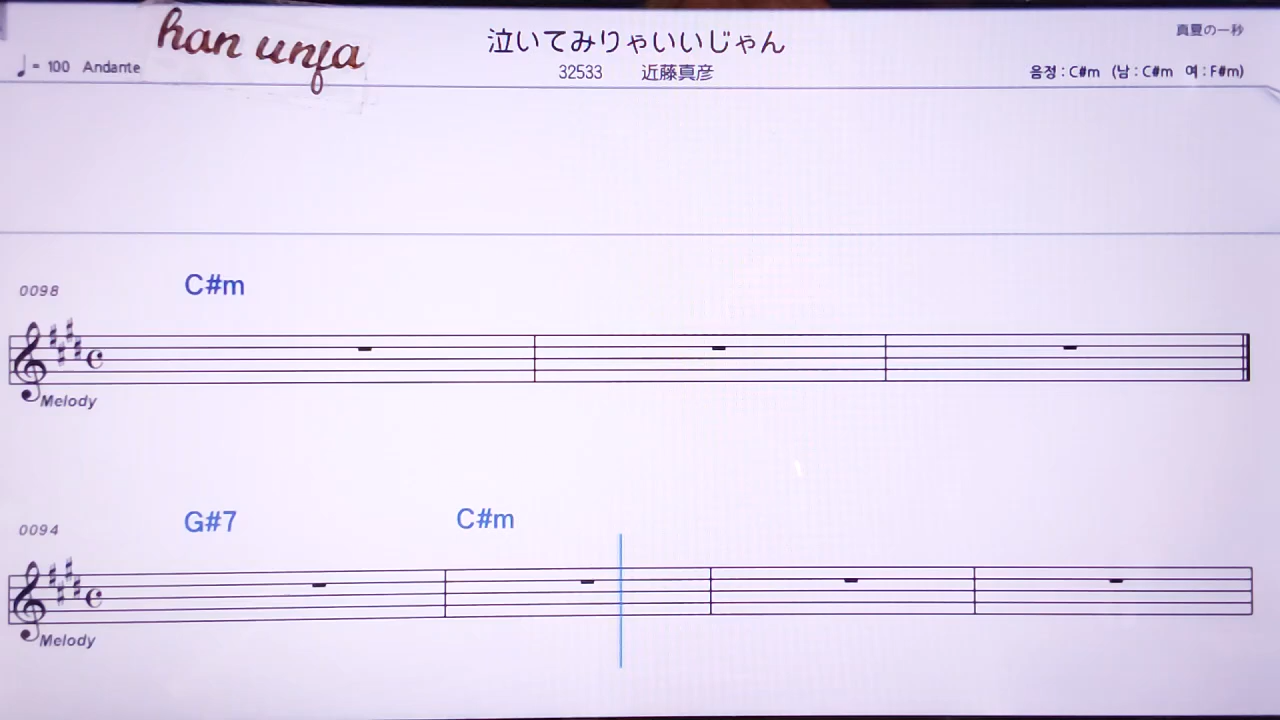 han unfa
泣いてみりゃいいじゃん
真夏の一秒
♩= 100 Andante
32533 近藤真彦
음정 : C#m (남 : C#m 여 : F#m)
C#m
0098
Melody
G#7 C#m
0094
Melody